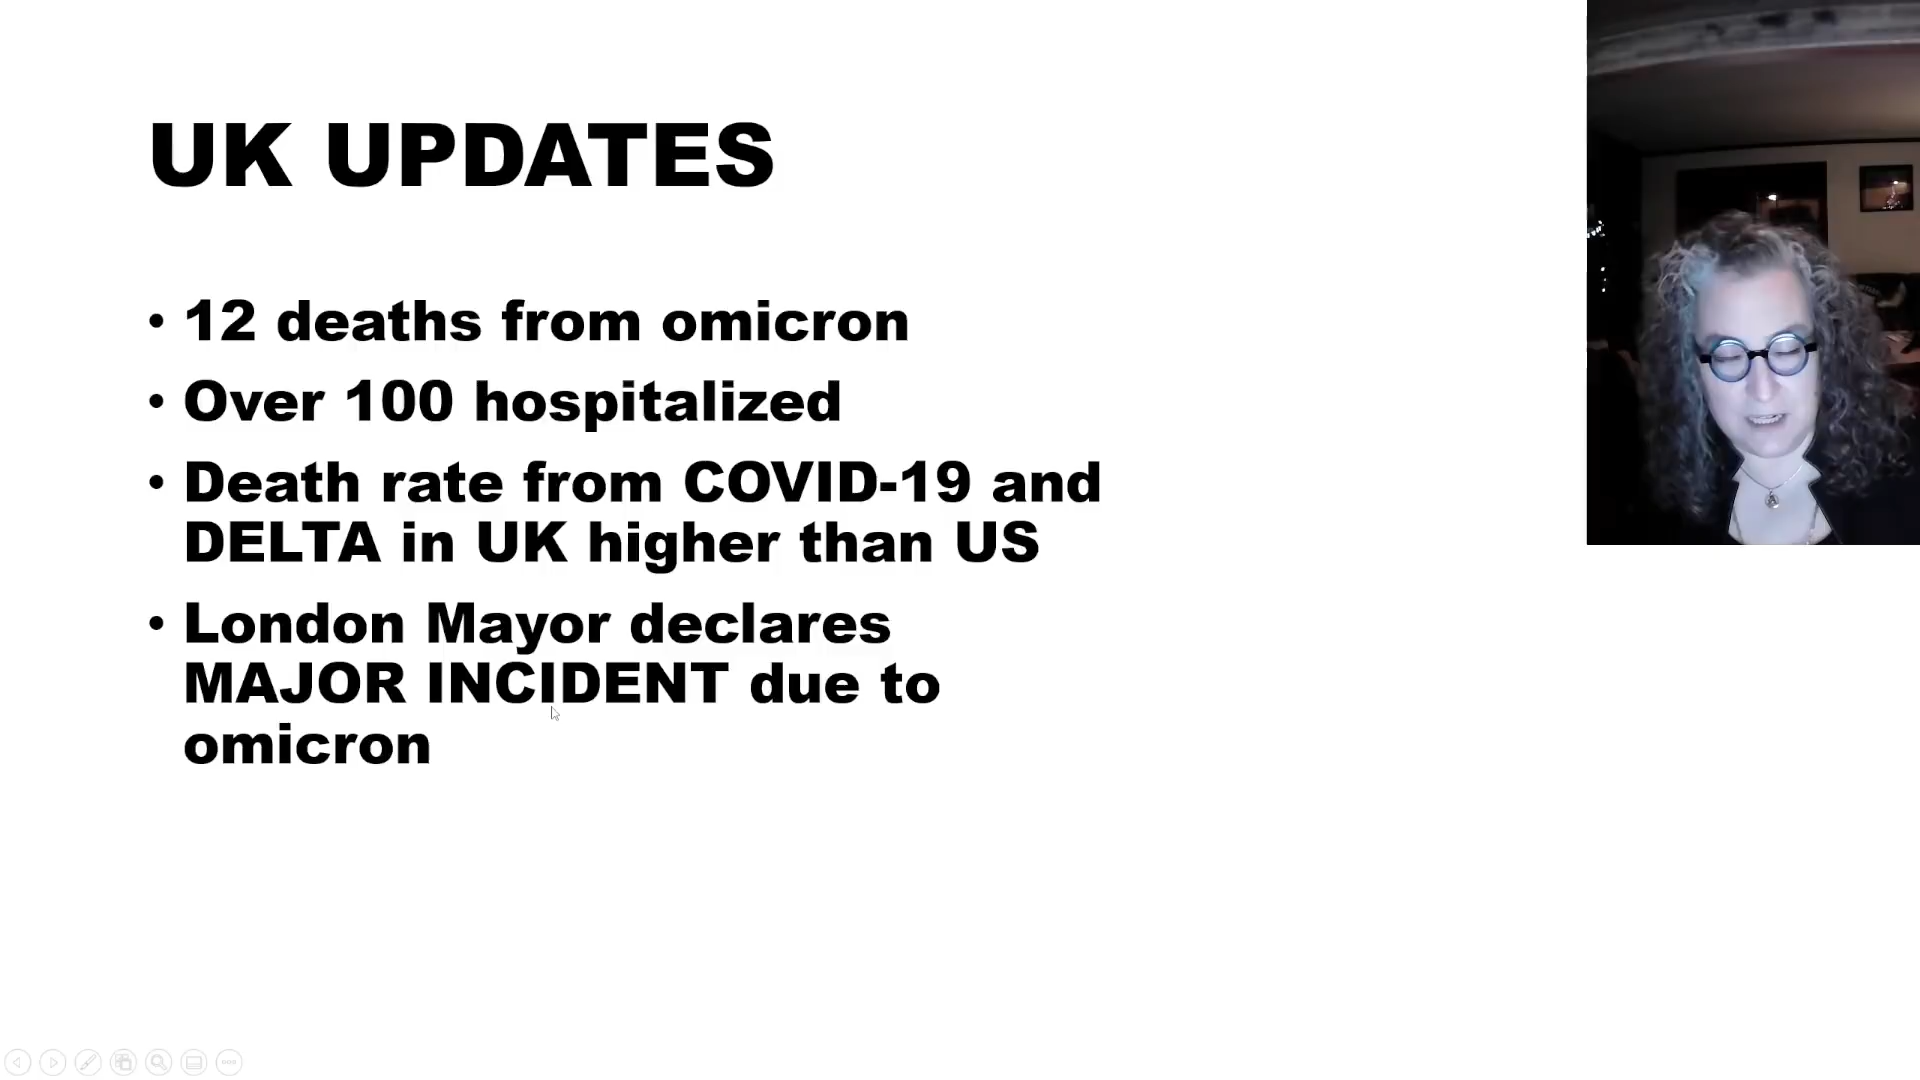 UK UPDATES
• 12 deaths from omicron
• Over 100 hospitalized
• Death rate from COVID-19 and
DELTA in UK higher than US
• London Mayor declares
MAJOR INCIDENT due to
omicron